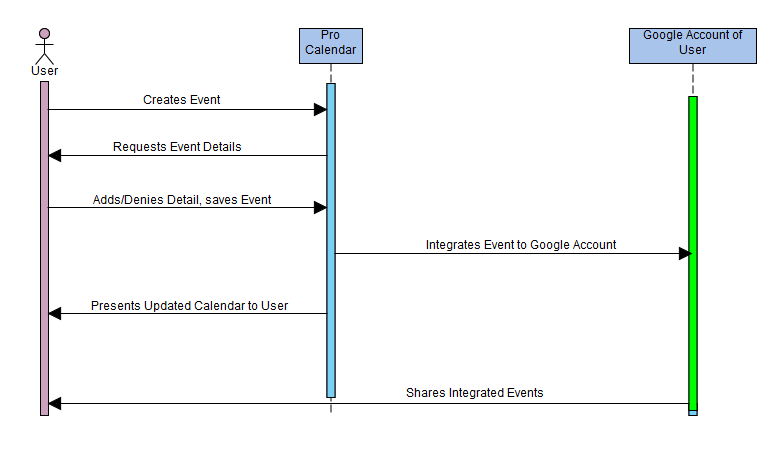 Pro
Calendar
Google Account of
User
User
Creates Event
Requests Event Details
Adds/Denies Detail, saves Event
Integrates Event to Google Account
Presents Updated Calendar to User
Shares Integrated Events